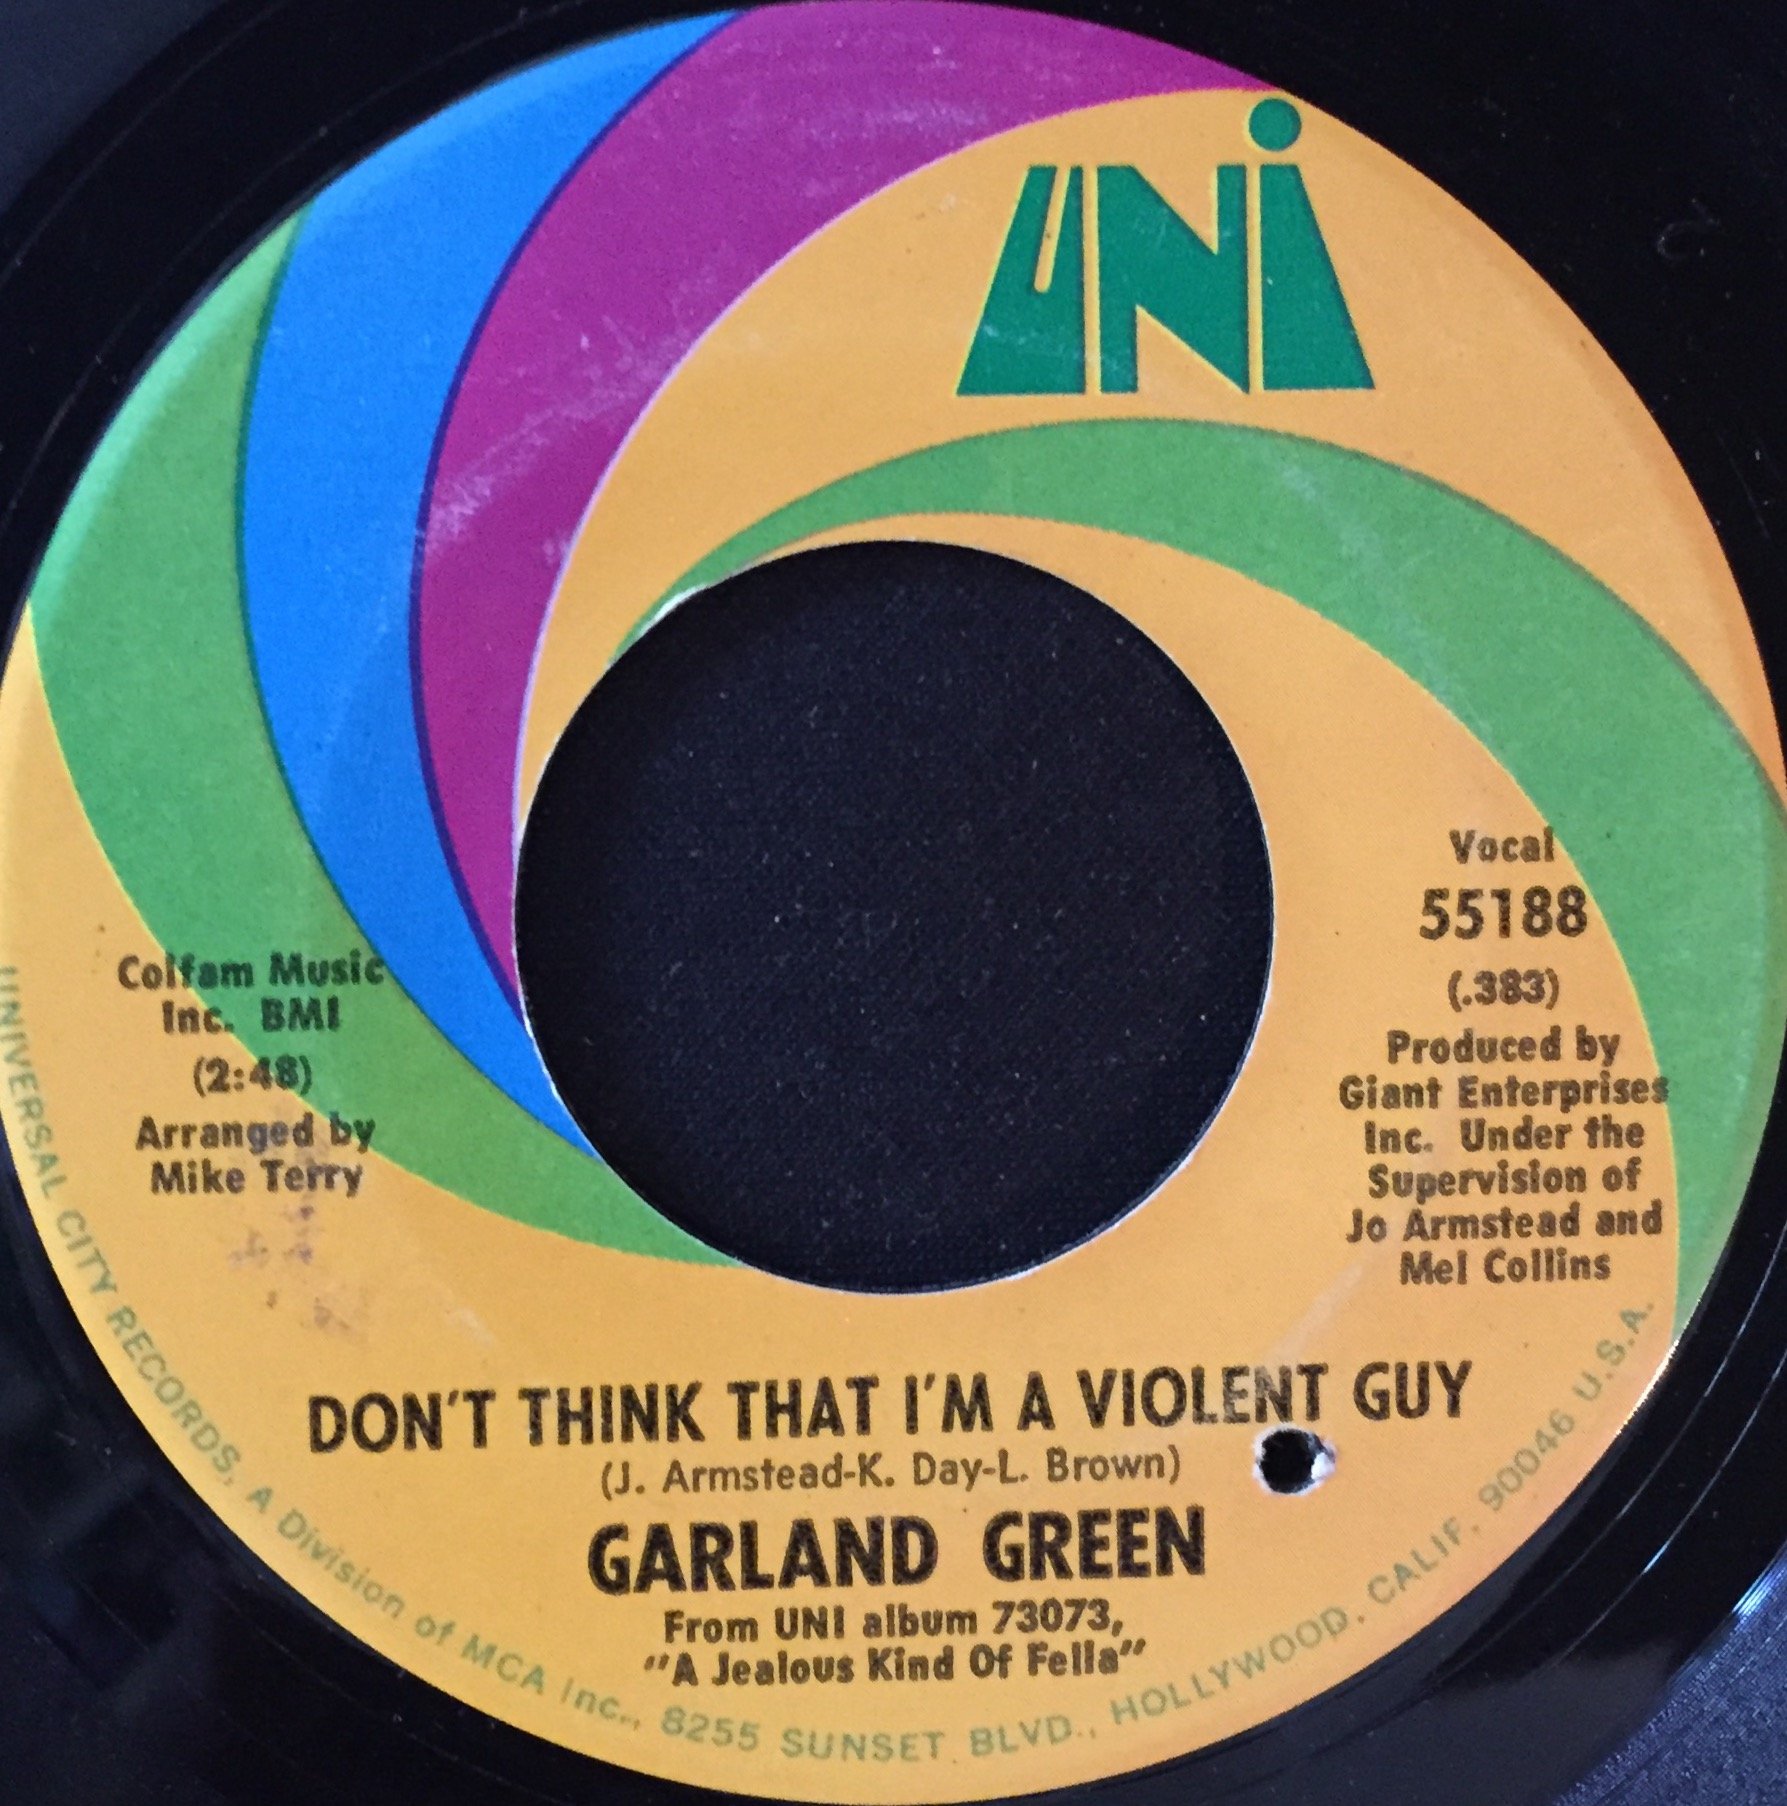 UNI
Vocal
55188
(.383)
Produced by
Giant Enterprises
Inc. Under the
Supervision of
Jo Armstead and
Mel Collins
Colfam Music
Inc. BMI
(2:48)
Arranged by
Mike Terry
DON'T THINK THAT I'M A VIOLENT GUY
(J. Armstead-K. Day-L. Brown)
GARLAND GREEN
From UNI album 73073,
"A Jealous Kind Of Fella"
UNIVERSAL CITY RECORDS, A Division of MCA Inc., 8255 SUNSET BLVD., HOLLYWOOD, CALIF. 90046 U.S.A.